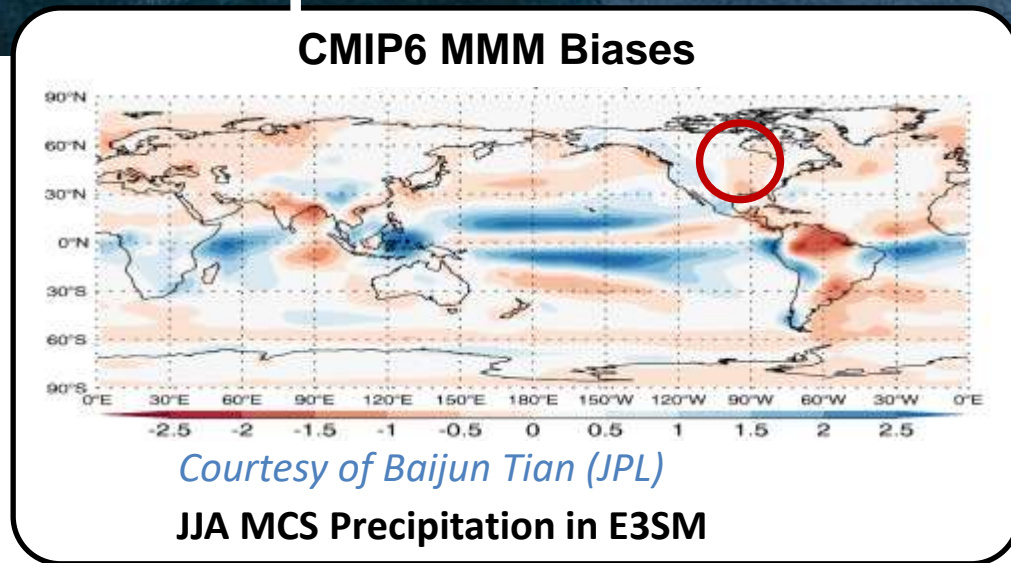 CMIP6 MMM Biases
90°N
60°N
30°N
0°N
30°S
60°S
90°S
0°E 30°E 60°E 90°E 120°E 150°E 180°E 150°W 120°W 90°W 60°W 30°W 0°E
-2.5 -2 -1.5 -1 -0.5 0 0.5 1 1.5 2 2.5
Courtesy of Baijun Tian (JPL)
JJA MCS Precipitation in E3SM